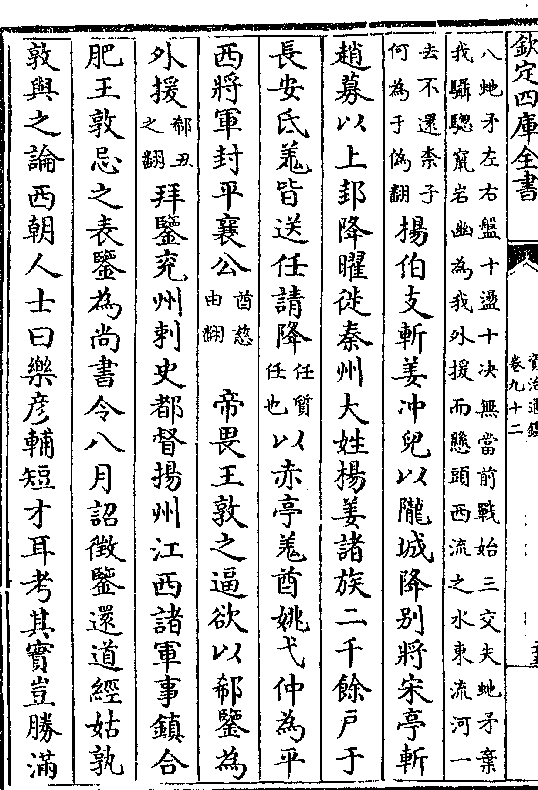 欽定四庫全書
資治通鑑
卷九十二
八虵矛左右盤十盪十决無當前戰始三交失虵矛棄
我驌驄竄岩幽為我外援而懸頭西流之水東流河一
去不還柰子
何為于偽翻
楊伯支斬姜冲兒以隴城降别將宋亭斬
趙募以上邽降曜徙秦州大姓楊姜諸族二千餘户于
長安氐羌皆送任請降任質
任也以赤亭羌酋姚弋仲為平
西將軍封平襄公酋慈
由翻 帝畏王敦之逼欲以郗鑒為
外援郗丑
之翻拜鑒兖州刺史都督揚州江西諸軍事鎮合
肥王敦忌之表鑒為尚書令八月詔徵鑒還道經姑孰
敦與之論西朝人士曰樂彦輔短才耳考其實豈勝滿